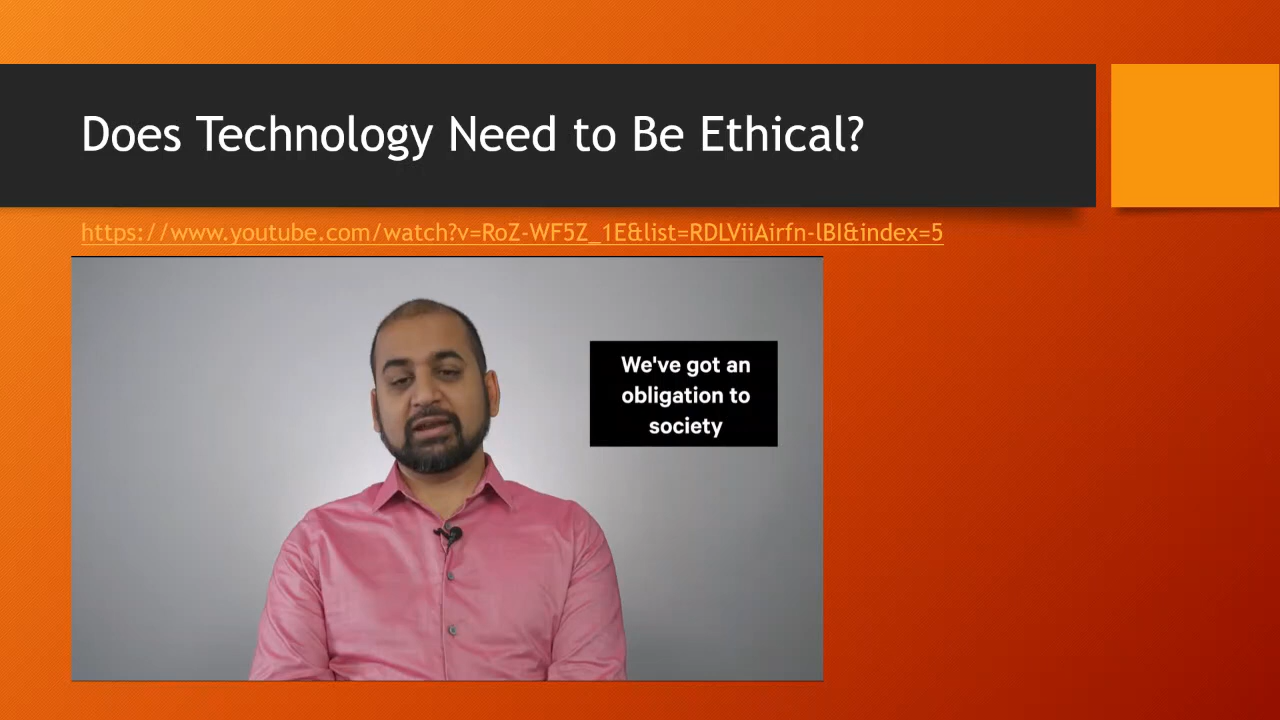 Does Technology Need to Be Ethical?
https://www.youtube.com/watch?v=RoZ-WF5Z_1E&list=RDLViiAirfn-lBI&index=5
We've got an
obligation to
society